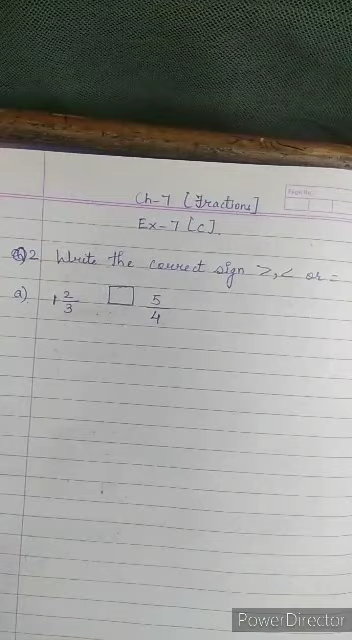 Ch-7 [Fractions]
Ex-7 [C].
Page No.
Q2 Write the correct sign >, < or =
a) 1 2/3 □ 5/4
PowerDirector